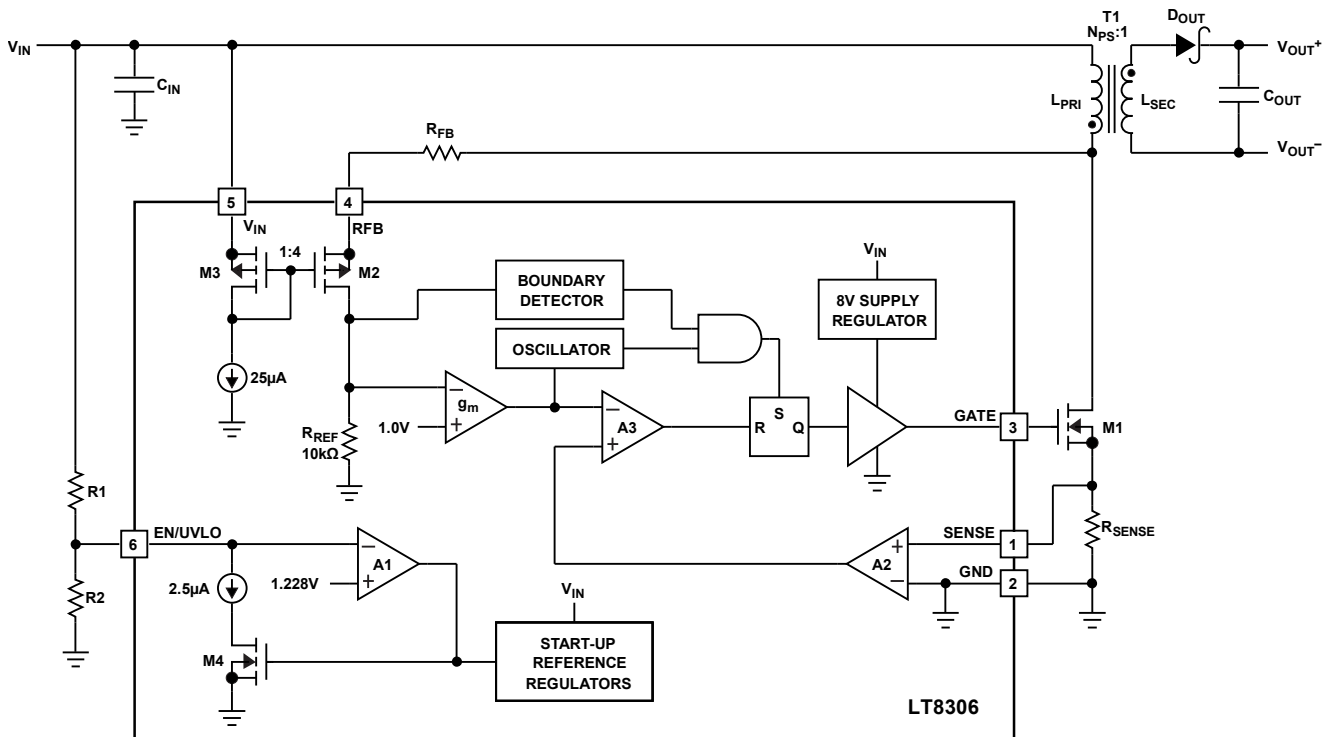 T1
NPS:1
DOUT
VIN
VOUT+
CIN
LPRI
LSEC
COUT
RFB
VOUT–
5
4
VIN
RFB
M3
1:4
M2
BOUNDARY
DETECTOR
VIN
8V SUPPLY
REGULATOR
OSCILLATOR
25µA
–
gm
+
1.0V
RREF
10kΩ
–
A3
+
R
S
Q
GATE
3
M1
R1
6
EN/UVLO
–
A1
+
1.228V
2.5µA
R2
SENSE
1
RSENSE
+
A2
–
GND
2
VIN
M4
START-UP
REFERENCE
REGULATORS
LT8306